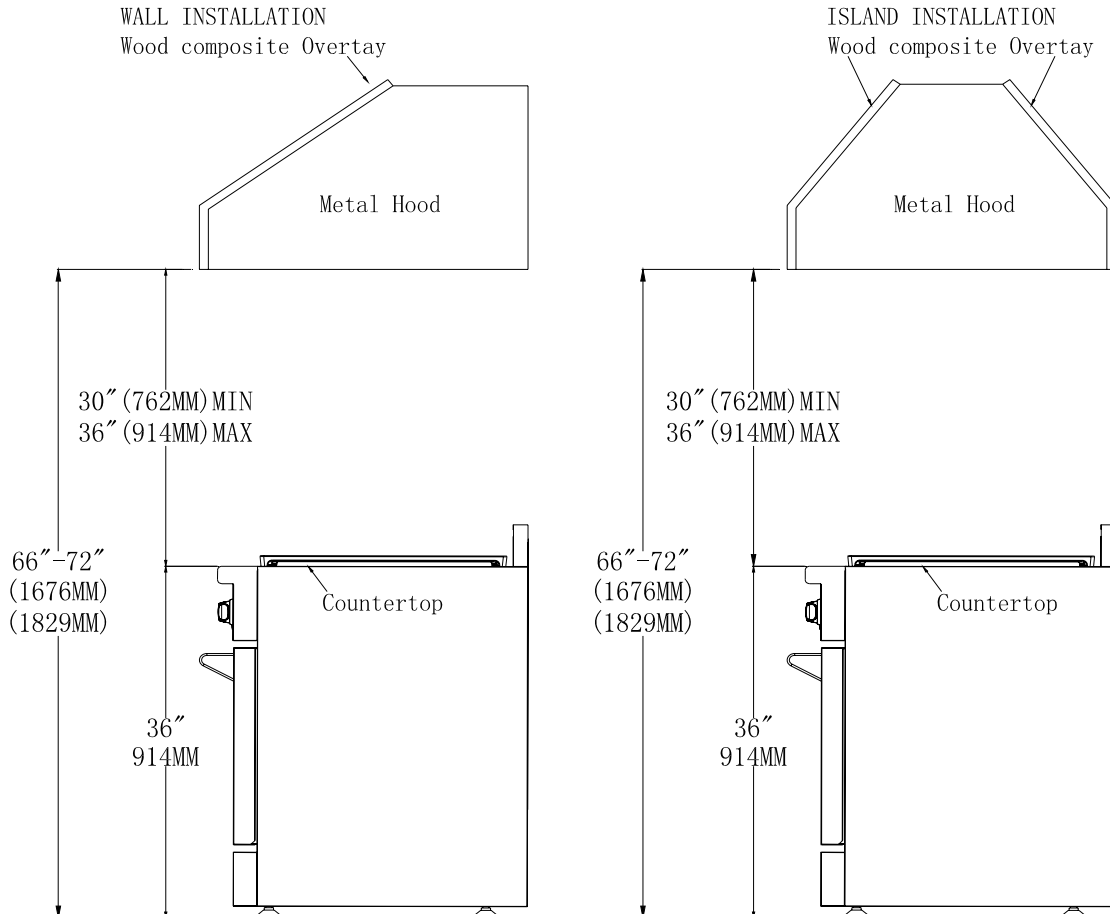 WALL INSTALLATION
Wood composite Overtay
Metal Hood
30″(762MM)MIN
36″(914MM)MAX
66″-72″
(1676MM)
(1829MM)
Countertop
36″
914MM
ISLAND INSTALLATION
Wood composite Overtay
Metal Hood
30″(762MM)MIN
36″(914MM)MAX
66″-72″
(1676MM)
(1829MM)
Countertop
36″
914MM